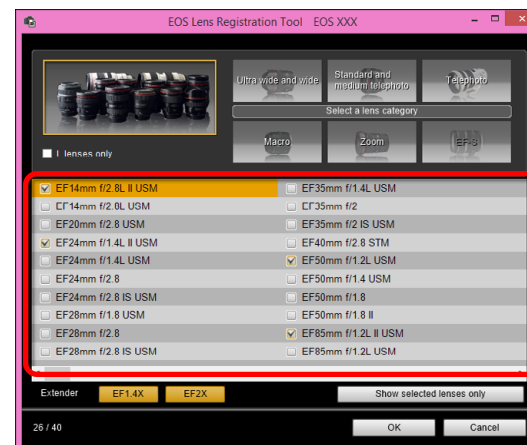 EOS Lens Registration Tool EOS XXX
Ultra wide and wide
Standard and
medium telephoto
Telephoto
Select a lens category
L lenses only
Macro
Zoom
EF-S
EF14mm f/2.8L II USM
EF35mm f/1.4L USM
EF14mm f/2.8L USM
EF35mm f/2
EF20mm f/2.8 USM
EF35mm f/2 IS USM
EF24mm f/1.4L II USM
EF40mm f/2.8 STM
EF24mm f/1.4L USM
EF50mm f/1.2L USM
EF24mm f/2.8
EF50mm f/1.4 USM
EF24mm f/2.8 IS USM
EF50mm f/1.8
EF28mm f/1.8 USM
EF50mm f/1.8 II
EF28mm f/2.8
EF85mm f/1.2L II USM
EF28mm f/2.8 IS USM
EF85mm f/1.2L USM
Extender
EF1.4X
EF2X
Show selected lenses only
26 / 40
OK
Cancel